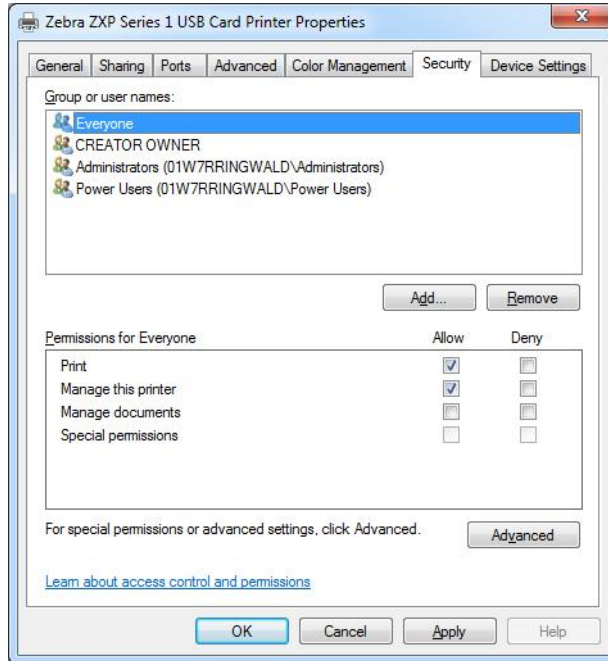 Zebra ZXP Series 1 USB Card Printer Properties
General Sharing Ports Advanced Color Management Security Device Settings
Group or user names:
Everyone
CREATOR OWNER
Administrators (01W7RRINGWALD\Administrators)
Power Users (01W7RRINGWALD\Power Users)
Add... Remove
Permissions for Everyone Allow Deny
Print
Manage this printer
Manage documents
Special permissions
For special permissions or advanced settings, click Advanced. Advanced
Learn about access control and permissions
OK Cancel Apply Help